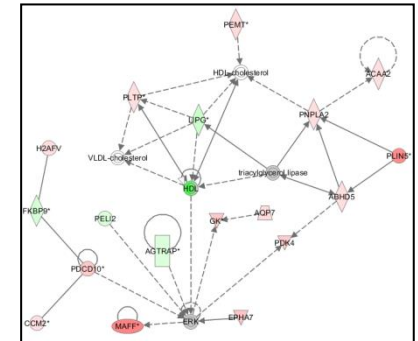 PEMT*
HDL-cholesterol
ACAA2
PLTP*
LIPG*
PNPLA2
H2AFV
VLDL-cholesterol
PLIN5*
triacylglycerol lipase
HDL
ABHD5
FKBP9*
PELI2
GK*
AQP7
AGTRAP*
PDK4
PDCD10*
CCM2*
MAFF*
ERK
EPHA7